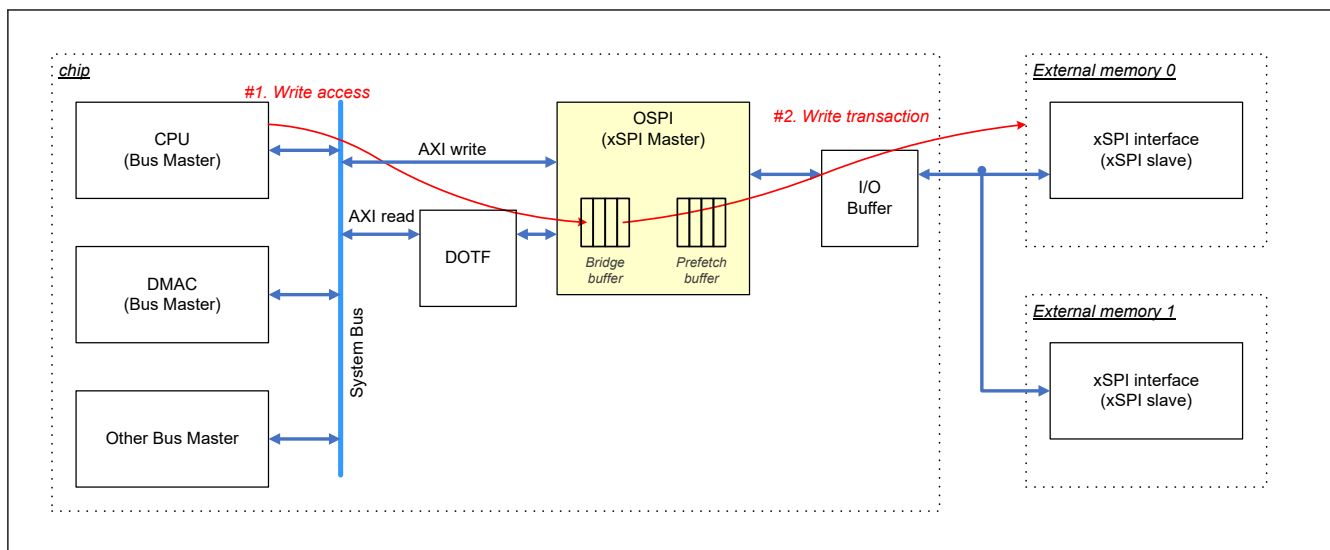 chip
#1. Write access
CPU
(Bus Master)
DMAC
(Bus Master)
Other Bus Master
System Bus
AXI write
AXI read
DOTF
OSPI
(xSPI Master)
Bridge
buffer
Prefetch
buffer
#2. Write transaction
I/O
Buffer
External memory 0
xSPI interface
(xSPI slave)
External memory 1
xSPI interface
(xSPI slave)